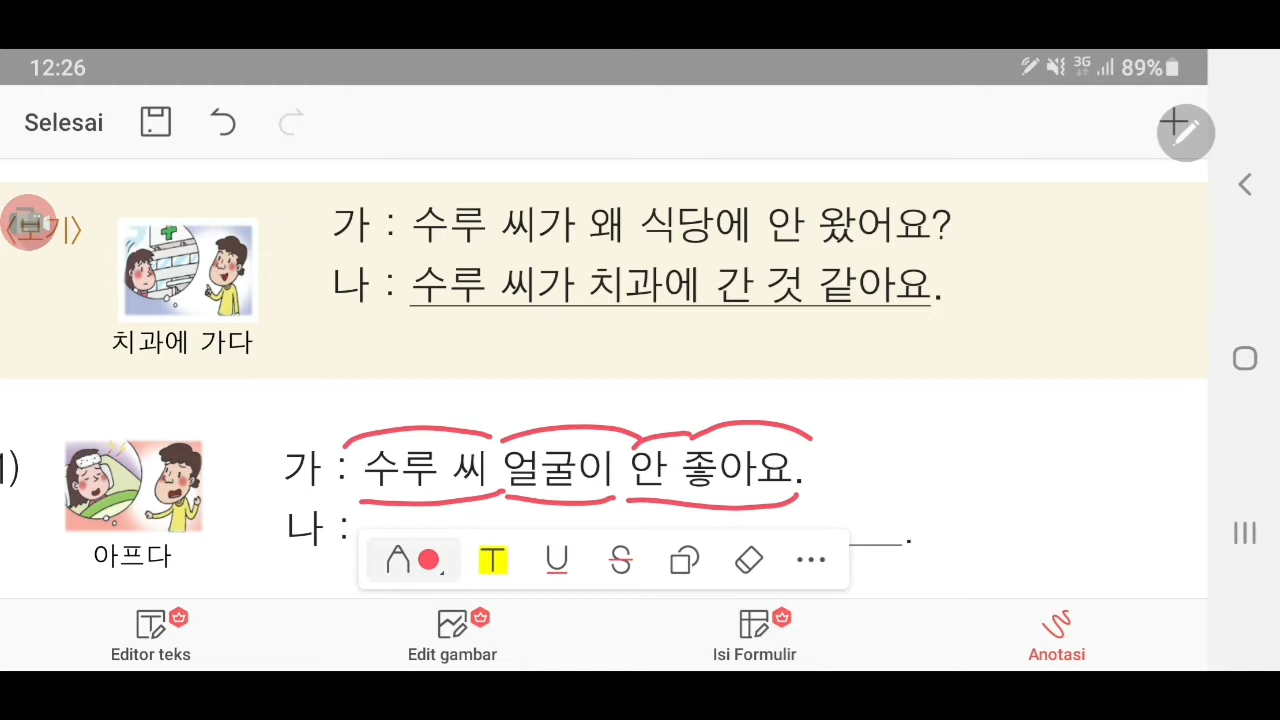 12:26
3G 89%
Selesai
가 : 수루 씨가 왜 식당에 안 왔어요?
나 : 수루 씨가 치과에 간 것 같아요.
치과에 가다
가 : 수루 씨 얼굴이 안 좋아요.
아프다
나 : .
T U S
Editor teks
Edit gambar
Isi Formulir
Anotasi